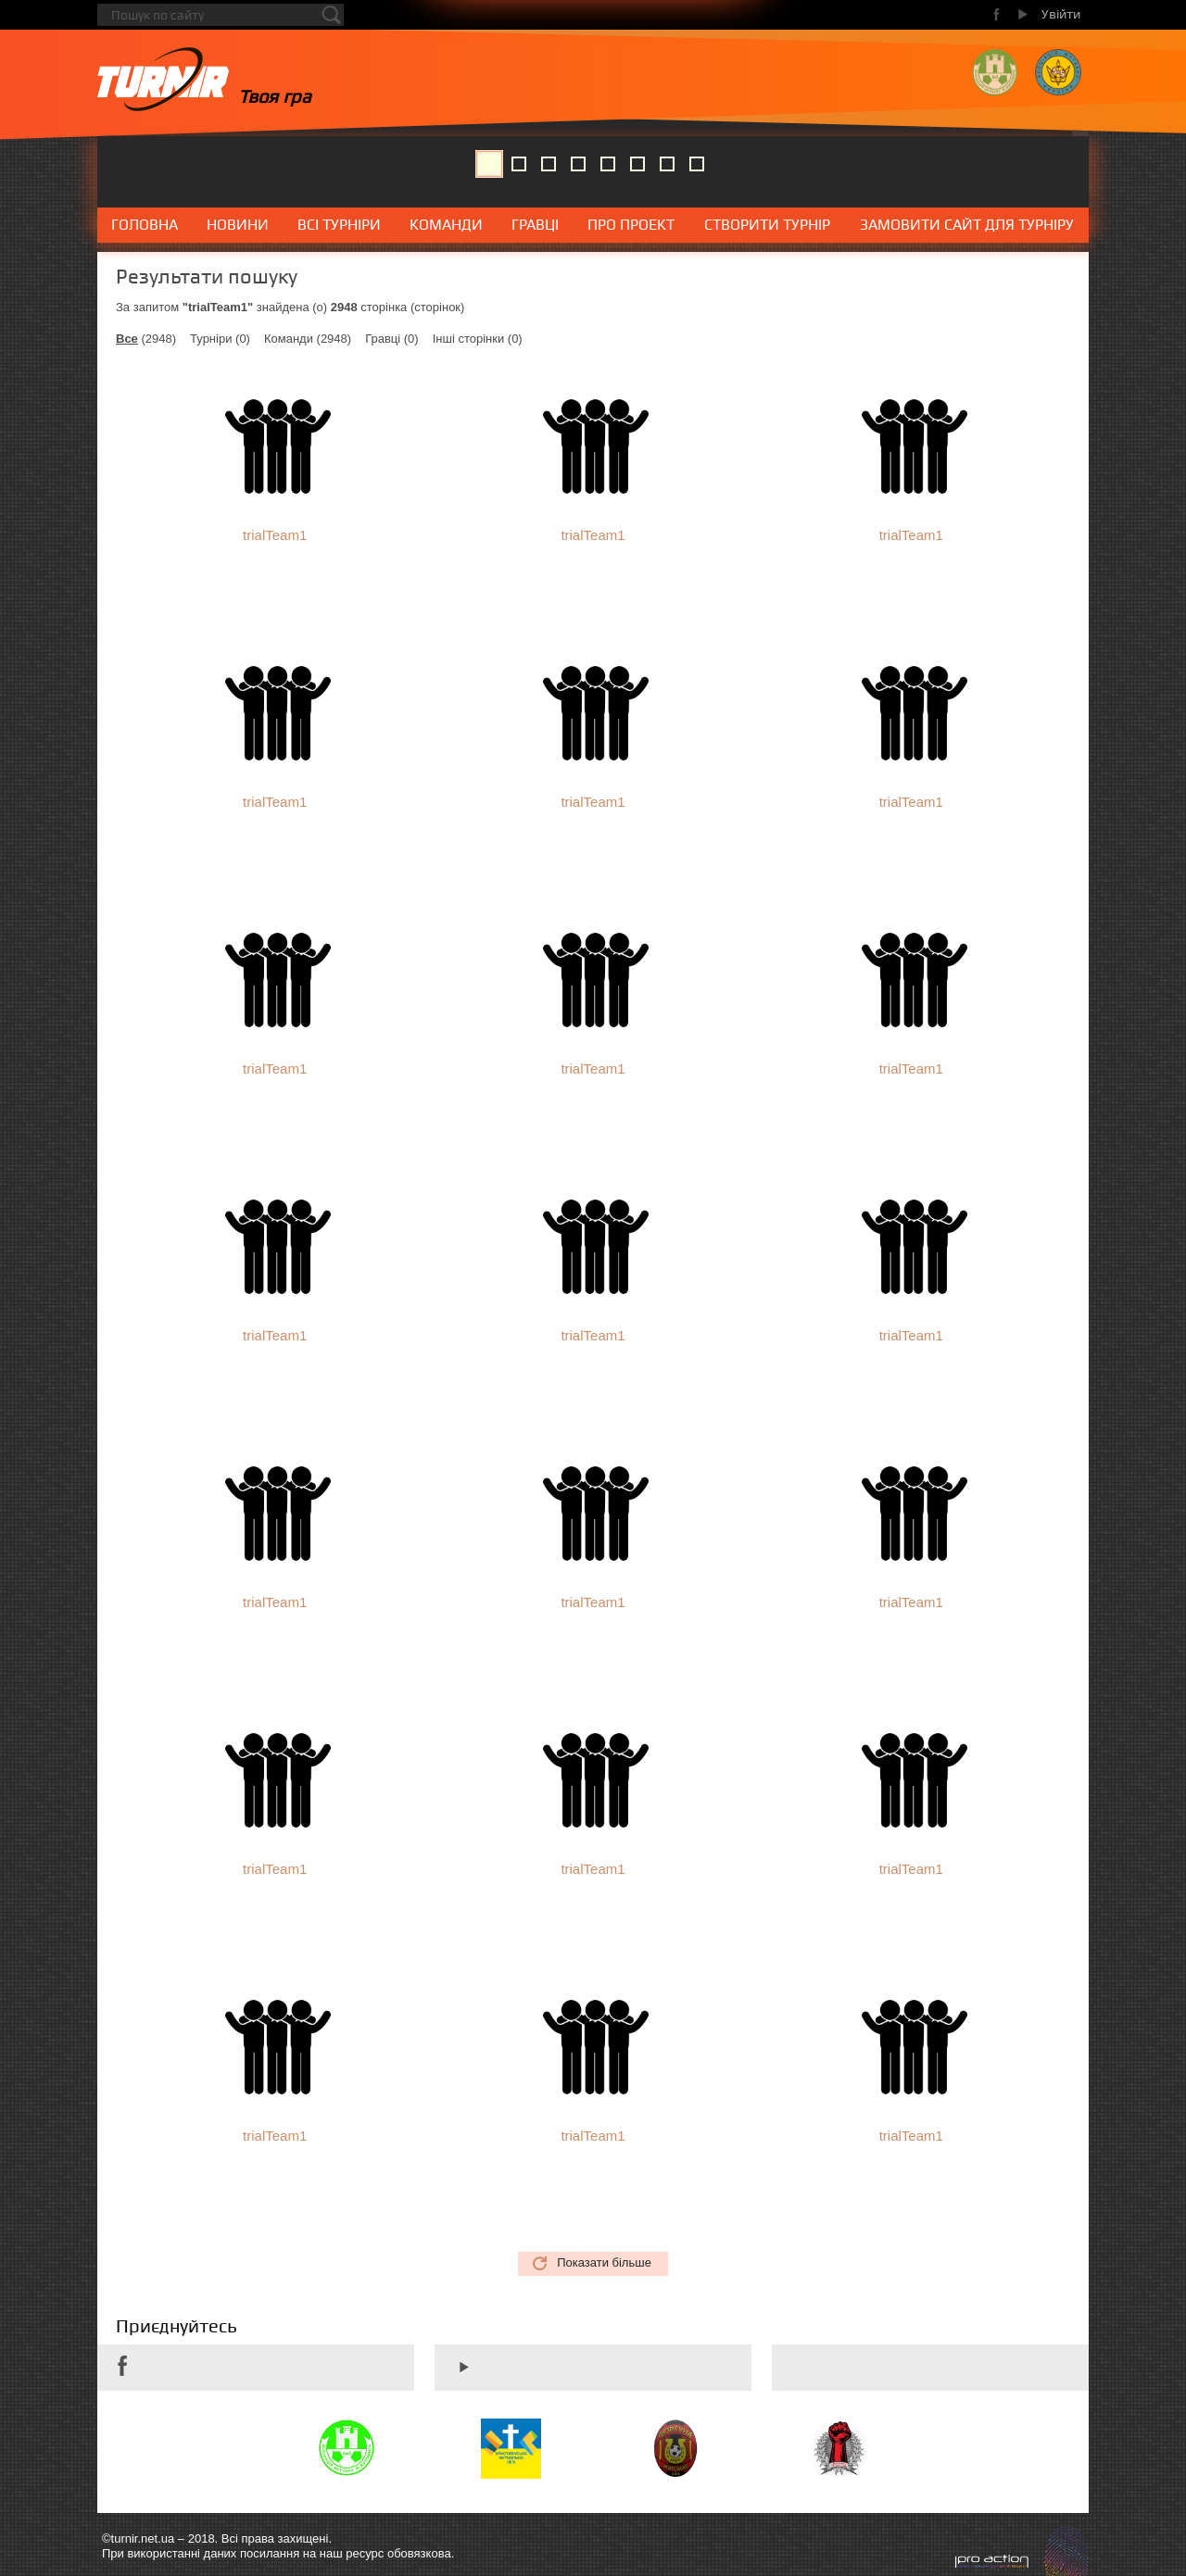 Пошук по сайту
Увійти
TURNIR
Твоя гра
ГОЛОВНА НОВИНИ ВСІ ТУРНІРИ КОМАНДИ ГРАВЦІ ПРО ПРОЕКТ СТВОРИТИ ТУРНІР ЗАМОВИТИ САЙТ ДЛЯ ТУРНІРУ
Результати пошуку
За запитом "trialTeam1" знайдена (о) 2948 сторінка (сторінок)
Все (2948) Турніри (0) Команди (2948) Гравці (0) Інші сторінки (0)
trialTeam1 trialTeam1 trialTeam1
trialTeam1 trialTeam1 trialTeam1
trialTeam1 trialTeam1 trialTeam1
trialTeam1 trialTeam1 trialTeam1
trialTeam1 trialTeam1 trialTeam1
trialTeam1 trialTeam1 trialTeam1
trialTeam1 trialTeam1 trialTeam1
Показати більше
Приєднуйтесь
©turnir.net.ua – 2018. Всі права захищені.
При використанні даних посилання на наш ресурс обовязкова.
pro action